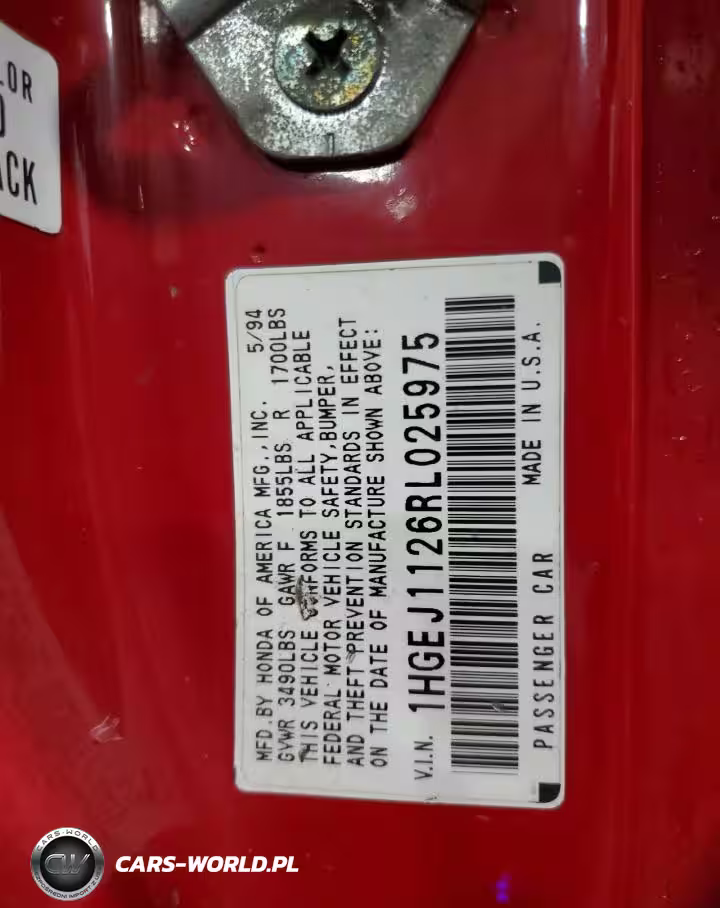 LOR
ACK
MFD. BY HONDA OF AMERICA MFG., INC. 5/94
GVWR 3490LBS GAWR F 1855LBS R 1700LBS
THIS VEHICLE CONFORMS TO ALL APPLICABLE
FEDERAL MOTOR VEHICLE SAFETY, BUMPER,
AND THEFT PREVENTION STANDARDS IN EFFECT
ON THE DATE OF MANUFACTURE SHOWN ABOVE:
V.I.N. 1HGEJ1126RL025975
PASSENGER CAR MADE IN U.S.A.
CARS-WORLD
CW
CARS-WORLD.PL